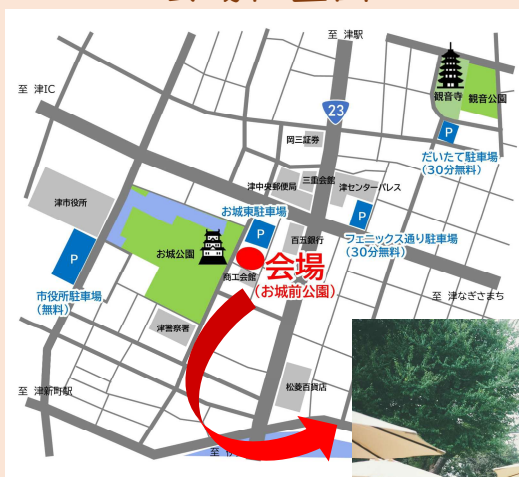 至 津駅
至 津IC
23
観音寺
観音公園
岡三証券
P
だいたて駐車場
(30分無料)
津中央郵便局
三重会館
津センターパレス
津市役所
お城東駐車場
P
P
百五銀行
フェニックス通り駐車場
(30分無料)
お城公園
P
商工会館
会場
(お城前公園)
市役所駐車場
(無料)
至 津なぎさまち
津警察署
松菱百貨店
至 津新町駅
至